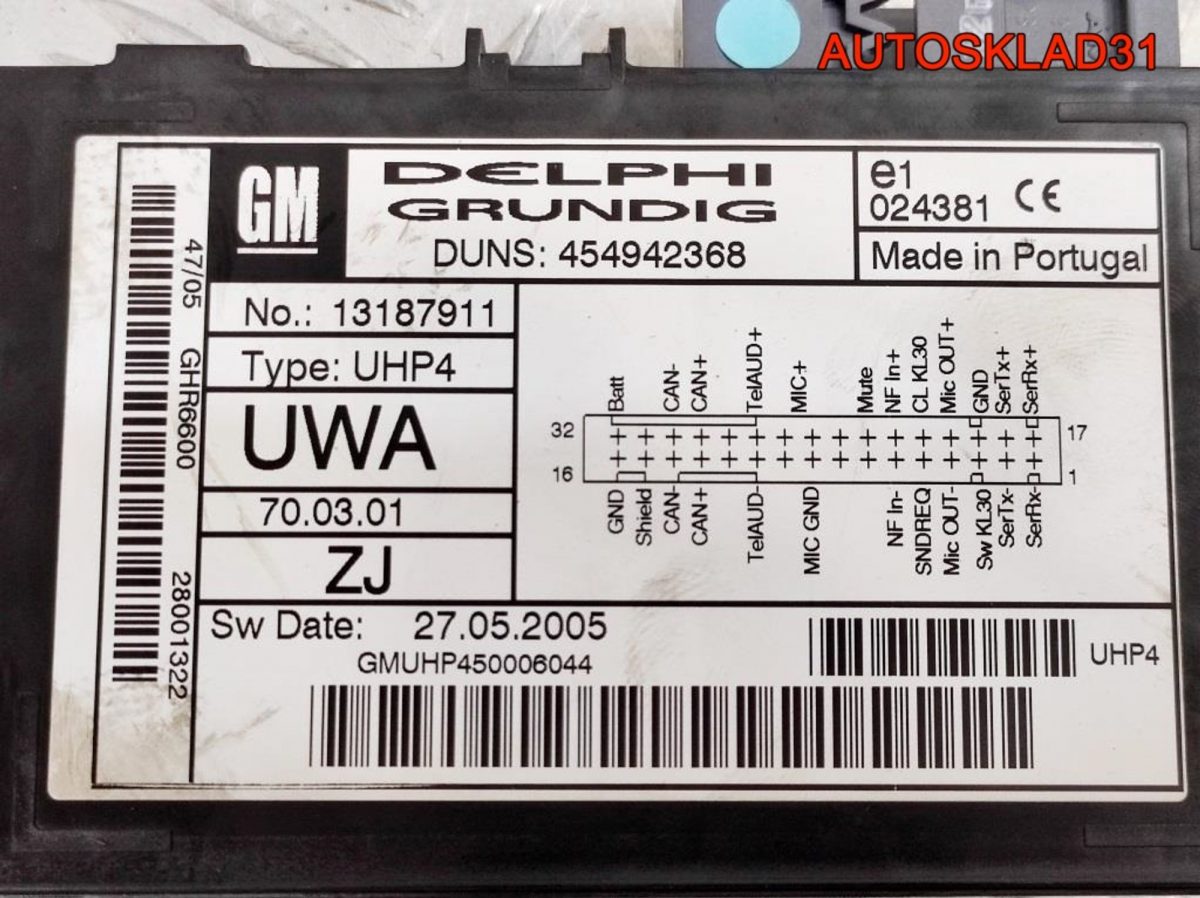 AUTOSKLAD31
GM
DELPHI
GRUNDIG
DUNS: 454942368
e1
024381 CE
Made in Portugal
47/05 GHR6600 28001322
No.: 13187911
Type: UHP4
UWA
70.03.01
ZJ
Batt CAN- CAN+ TelAUD+ MIC+ Mute NF In+ CL KL30 Mic OUT+ GND SerTx+ SerRx+
32 17
16 1
GND Shield CAN- CAN+ TelAUD- MIC GND NF In- SNDREQ Mic OUT- Sw KL30 SerTx- SerRx-
Sw Date: 27.05.2005
GMUHP450006044
UHP4